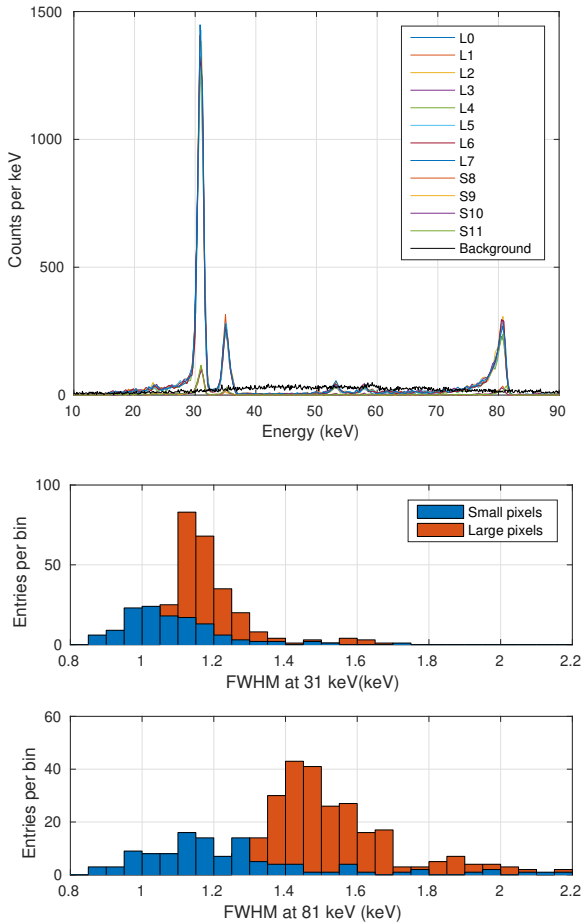 1500
1000
500
0
Counts per keV
10 20 30 40 50 60 70 80 90
Energy (keV)
L0
L1
L2
L3
L4
L5
L6
L7
S8
S9
S10
S11
Background
100
50
0
Entries per bin
Small pixels
Large pixels
0.8 1 1.2 1.4 1.6 1.8 2 2.2
FWHM at 31 keV(keV)
60
40
20
0
Entries per bin
0.8 1 1.2 1.4 1.6 1.8 2 2.2
FWHM at 81 keV (keV)